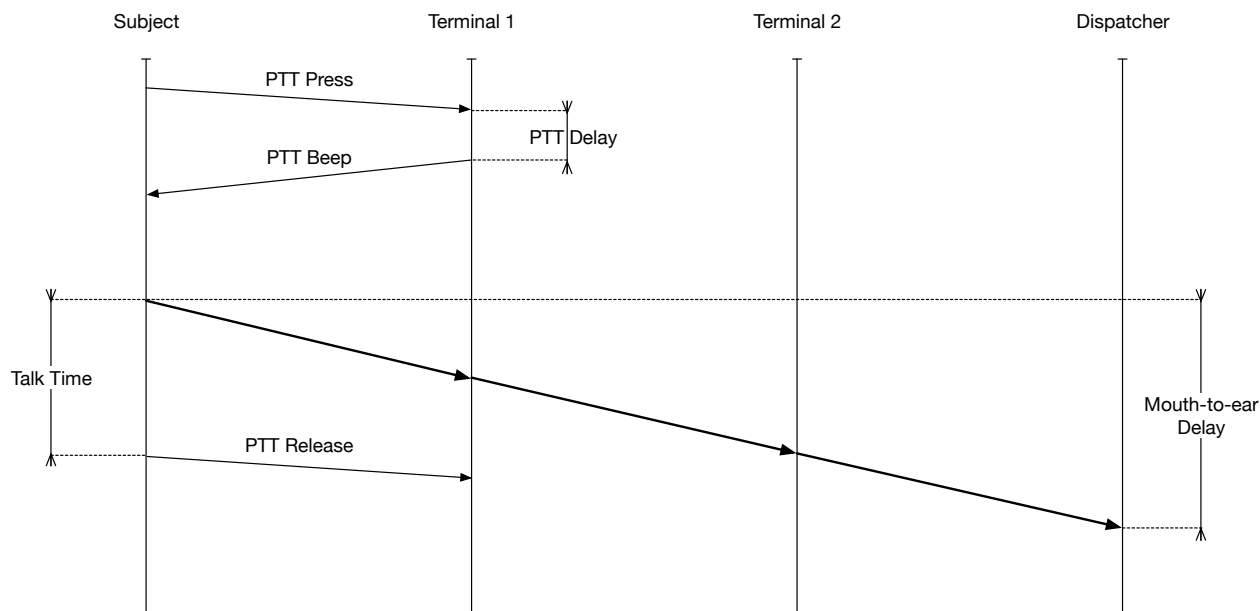 Subject
Terminal 1
Terminal 2
Dispatcher
PTT Press
PTT Delay
PTT Beep
Talk Time
Mouth-to-ear
Delay
PTT Release